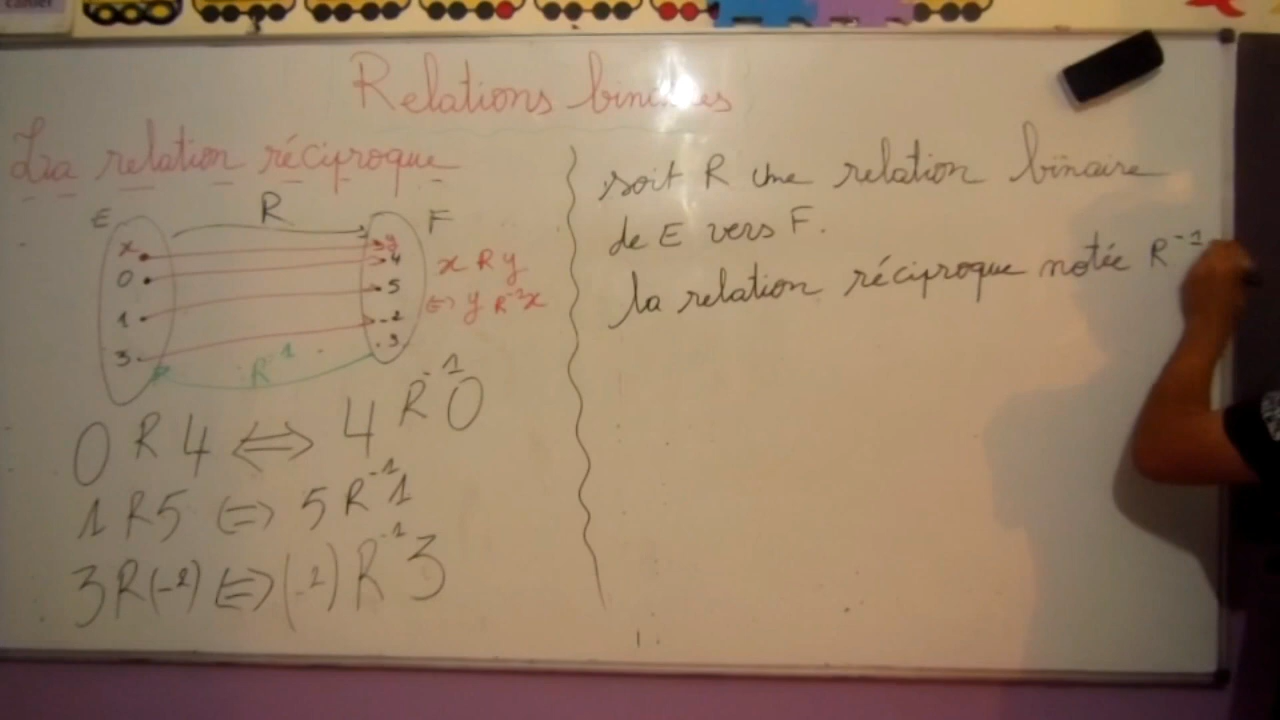 cahier
Relations binaires
La relation réciproque
E
R
F
x
0
1
3
y
4
5
-2
3
R⁻¹
x R y
⇔ y R⁻¹ x
0 R 4 ⇔ 4 R⁻¹ 0
1 R 5 ⇔ 5 R⁻¹ 1
3 R (-2) ⇔ (-2) R⁻¹ 3
soit R une relation binaire
de E vers F.
la relation réciproque notée R⁻¹